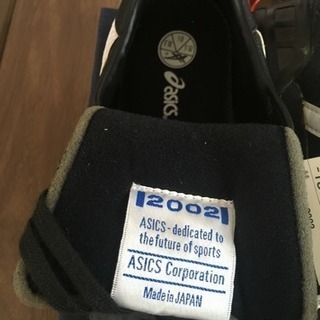 asics
2002
ASICS - dedicated to
the future of sports
ASICS Corporation
Made in JAPAN